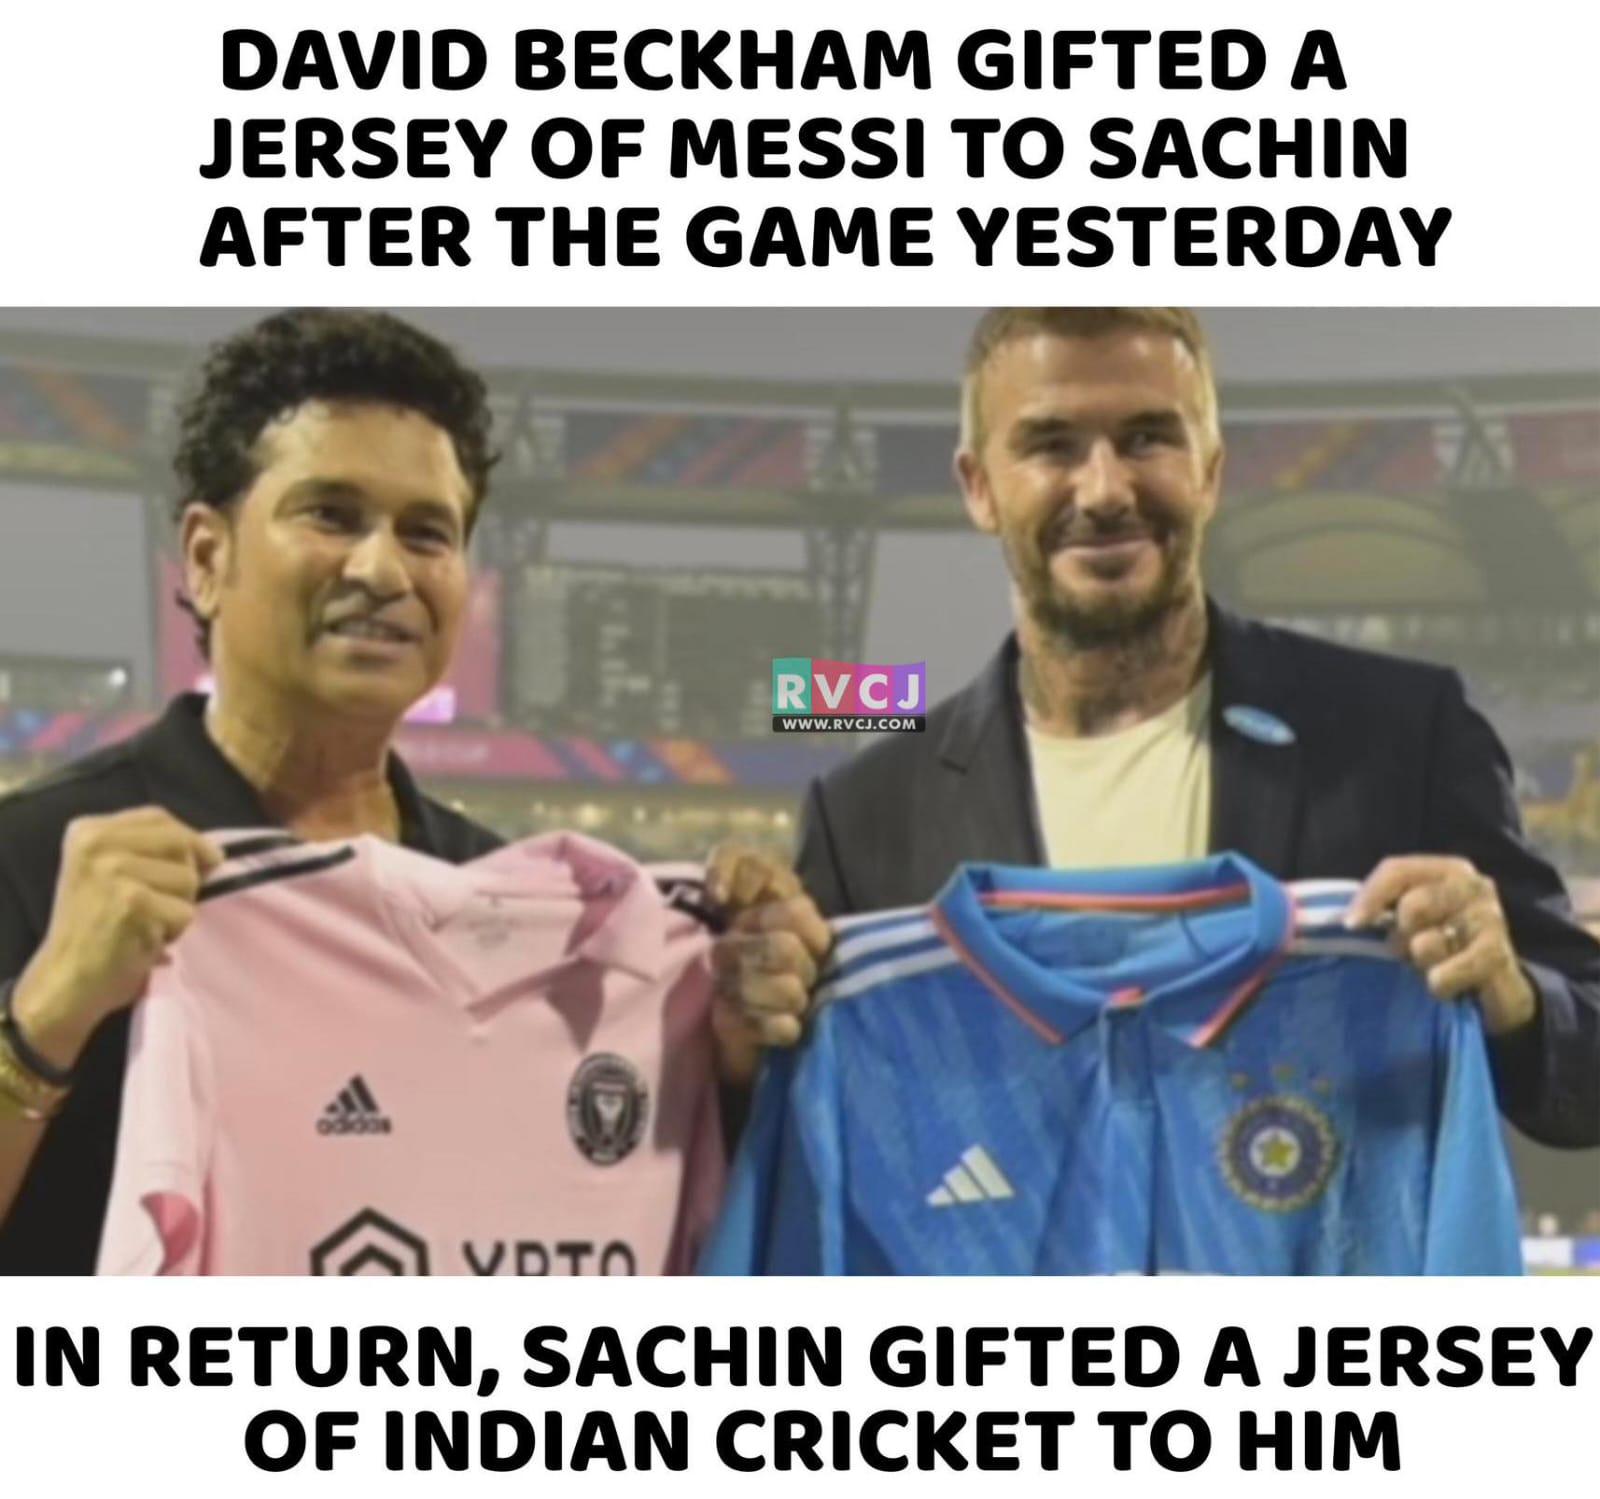 DAVID BECKHAM GIFTED A
JERSEY OF MESSI TO SACHIN
AFTER THE GAME YESTERDAY
RVCJ
WWW.RVCJ.COM
adidas
IN RETURN, SACHIN GIFTED A JERSEY
OF INDIAN CRICKET TO HIM